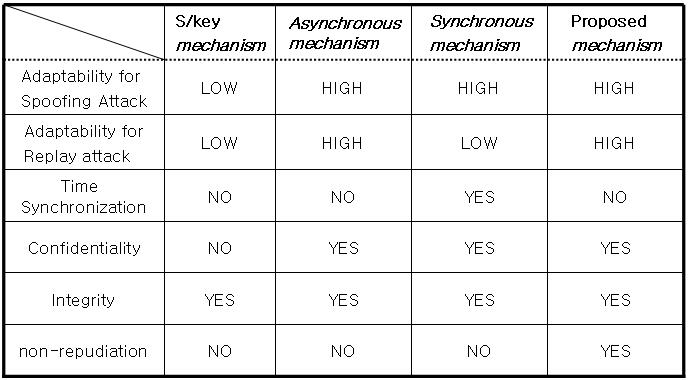 S/key Asynchronous Synchronous Proposed
mechanism mechanism mechanism mechanism
Adaptability for
Spoofing Attack
LOW HIGH HIGH HIGH
Adaptability for
Replay attack
LOW HIGH LOW HIGH
Time
Synchronization
NO NO YES NO
Confidentiality NO YES YES YES
Integrity YES YES YES YES
non-repudiation NO NO NO YES